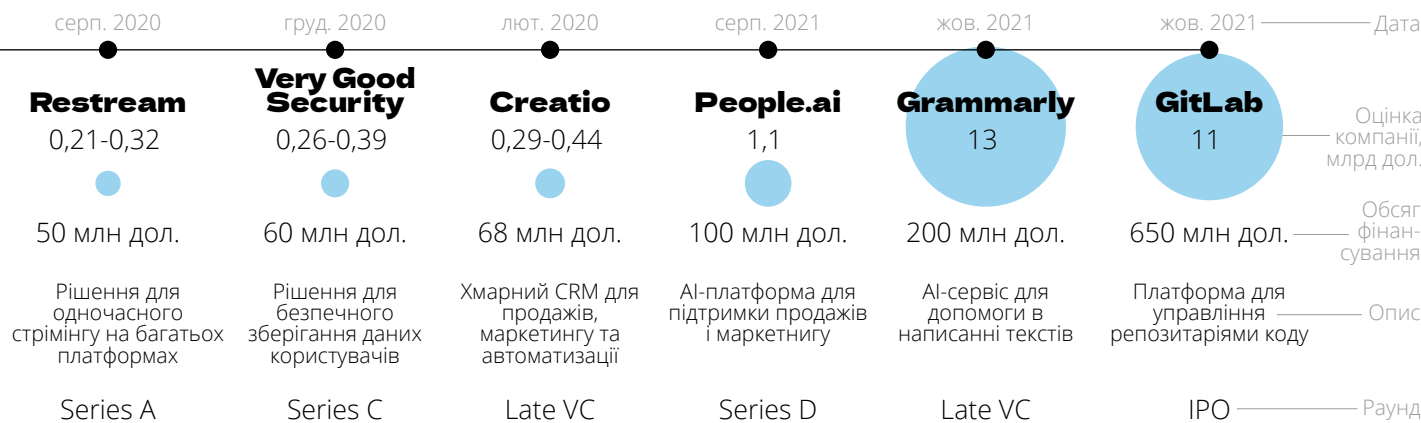 серп. 2020
груд. 2020
лют. 2020
серп. 2021
жов. 2021
жов. 2021
Дата
Restream
Very Good
Security
Creatio
People.ai
Grammarly
GitLab
0,21-0,32
0,26-0,39
0,29-0,44
1,1
13
11
Оцінка
компанії,
млрд дол.
50 млн дол.
60 млн дол.
68 млн дол.
100 млн дол.
200 млн дол.
650 млн дол.
Обсяг
фінан-
сування
Рішення для
одночасного
стрімінгу на багатьох
платформах
Рішення для
безпечного
зберігання даних
користувачів
Хмарний CRM для
продажів,
маркетингу та
автоматизації
AI-платформа для
підтримки продажів
і маркетнигу
AI-сервіс для
допомоги в
написанні текстів
Платформа для
управління
репозитаріями коду
Опис
Series A
Series C
Late VC
Series D
Late VC
IPO
Раунд